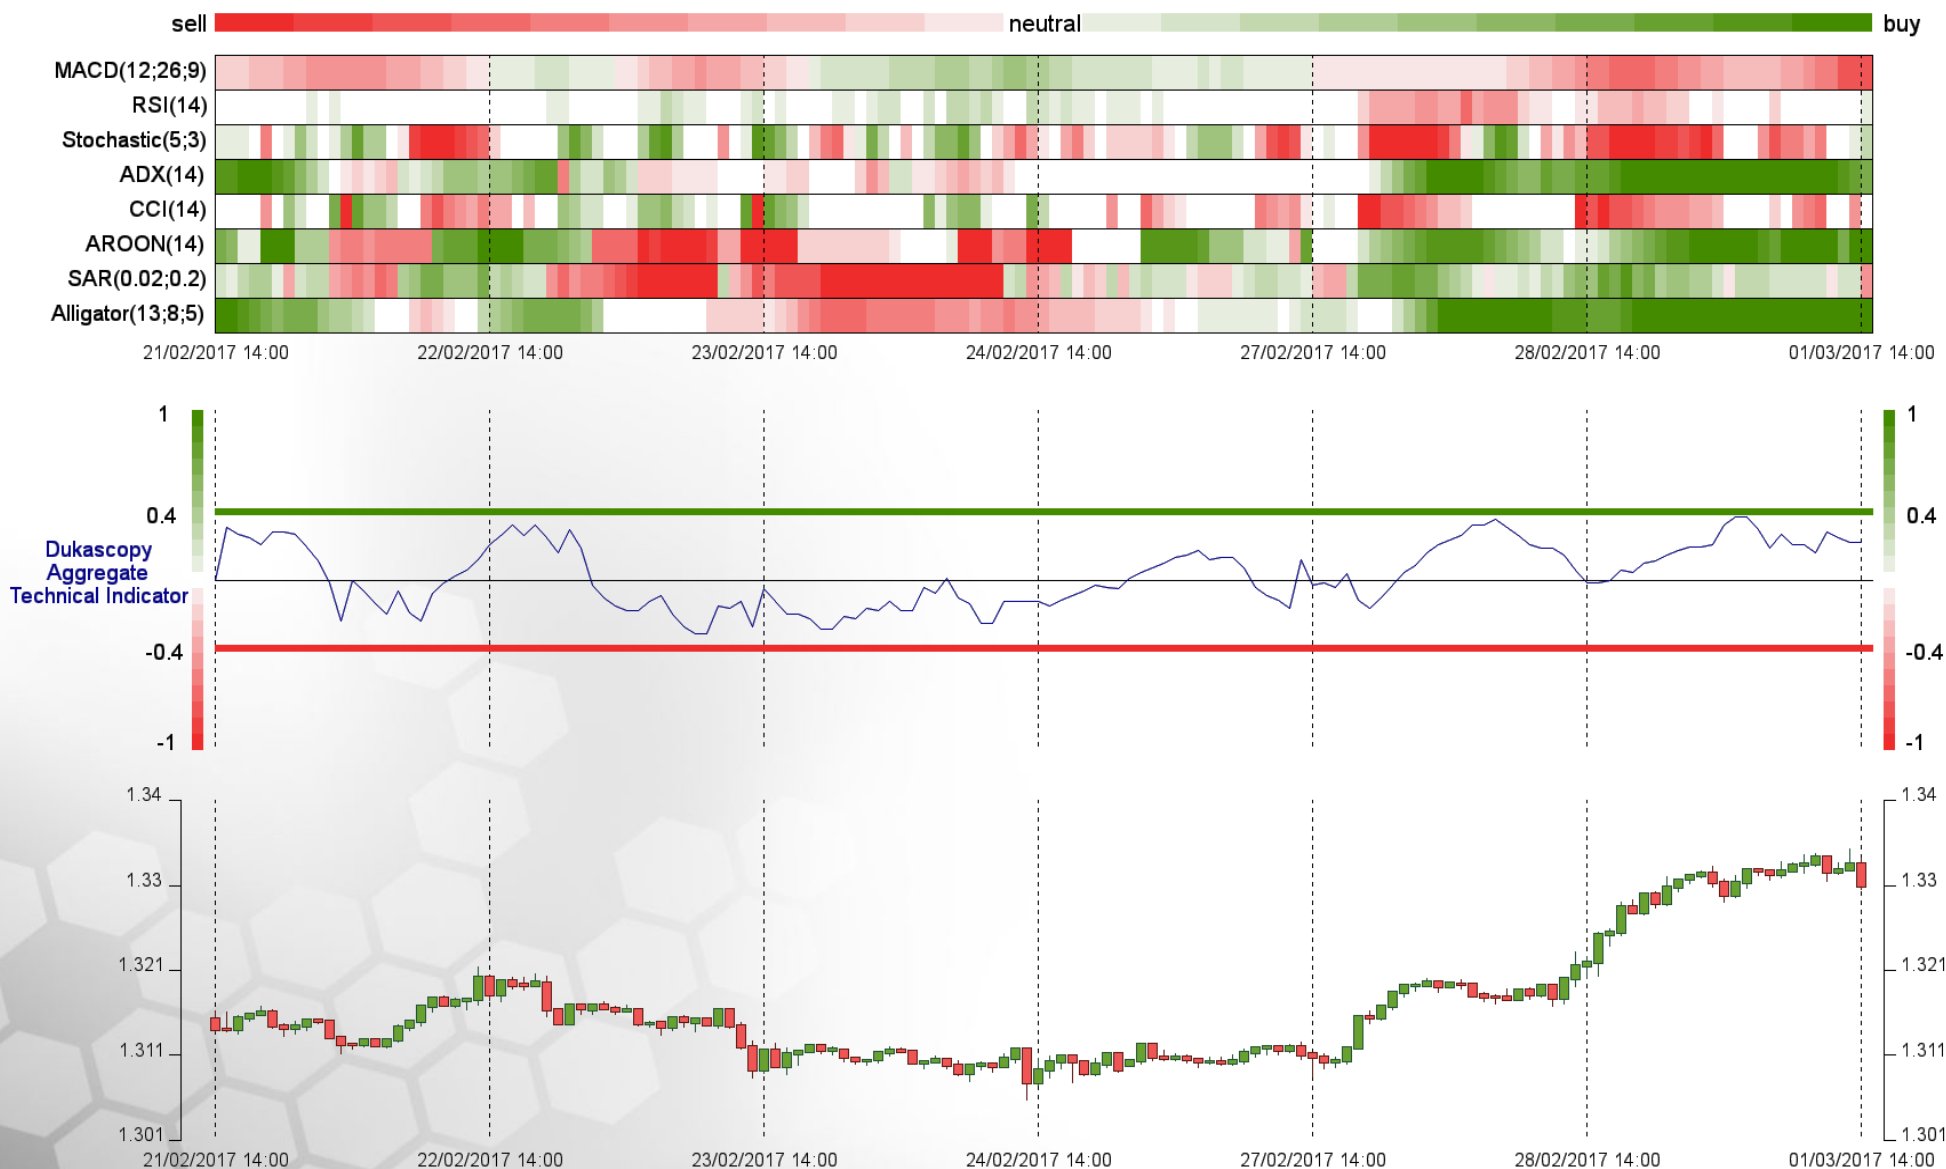 sell neutral buy
MACD(12;26;9)
RSI(14)
Stochastic(5;3)
ADX(14)
CCI(14)
AROON(14)
SAR(0.02;0.2)
Alligator(13;8;5)
21/02/2017 14:00 22/02/2017 14:00 23/02/2017 14:00 24/02/2017 14:00 27/02/2017 14:00 28/02/2017 14:00 01/03/2017 14:00
1 1
0.4 0.4
Dukascopy
Aggregate
Technical Indicator
-0.4 -0.4
-1 -1
1.34 1.34
1.33 1.33
1.321 1.321
1.311 1.311
1.301 1.301
21/02/2017 14:00 22/02/2017 14:00 23/02/2017 14:00 24/02/2017 14:00 27/02/2017 14:00 28/02/2017 14:00 01/03/2017 14:00